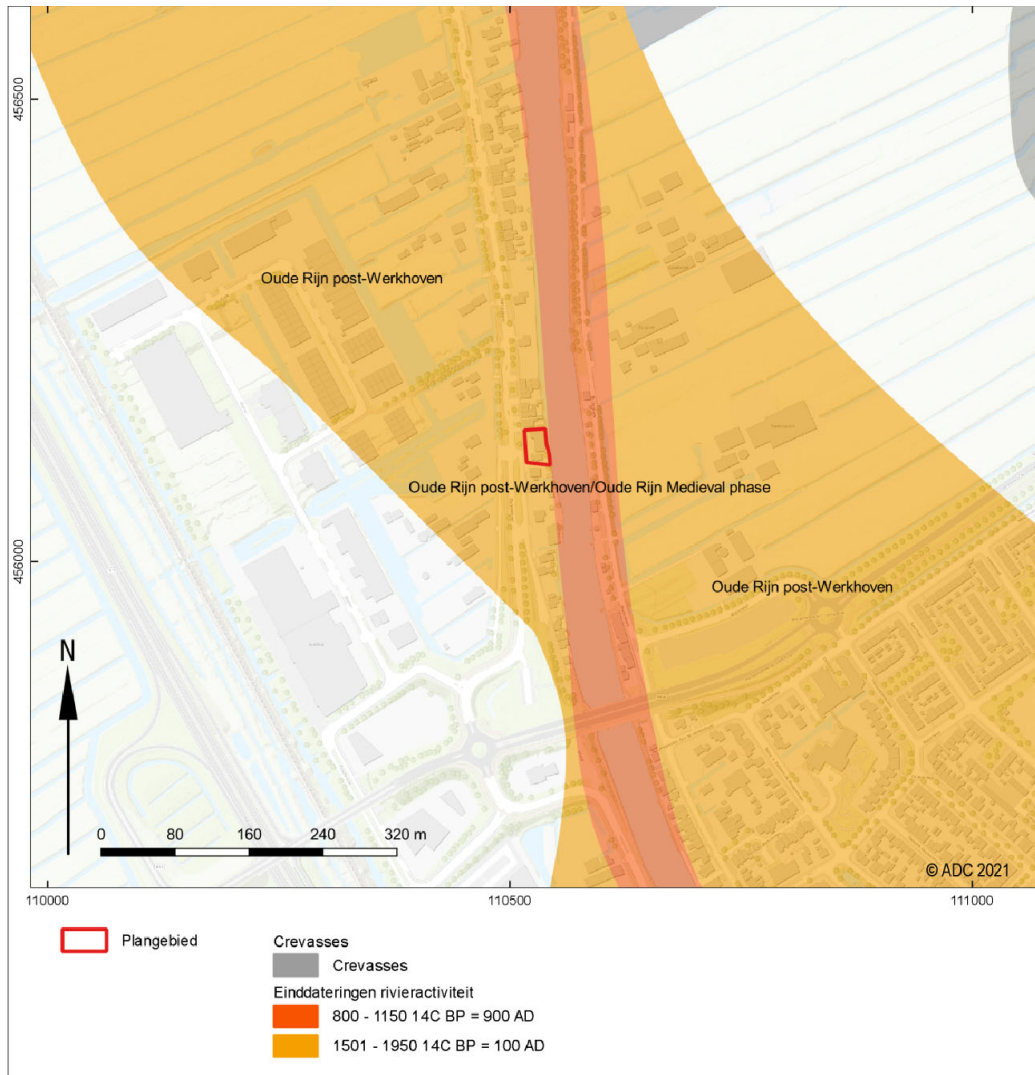 456500
Oude Rijn post-Werkhoven
Oude Rijn post-Werkhoven/Oude Rijn Medieval phase
456000
Oude Rijn post-Werkhoven
N
0 80 160 240 320 m
© ADC 2021
110000 110500 111000
Plangebied
Crevasses
Crevasses
Einddateringen rivieractiviteit
800 - 1150 14C BP = 900 AD
1501 - 1950 14C BP = 100 AD